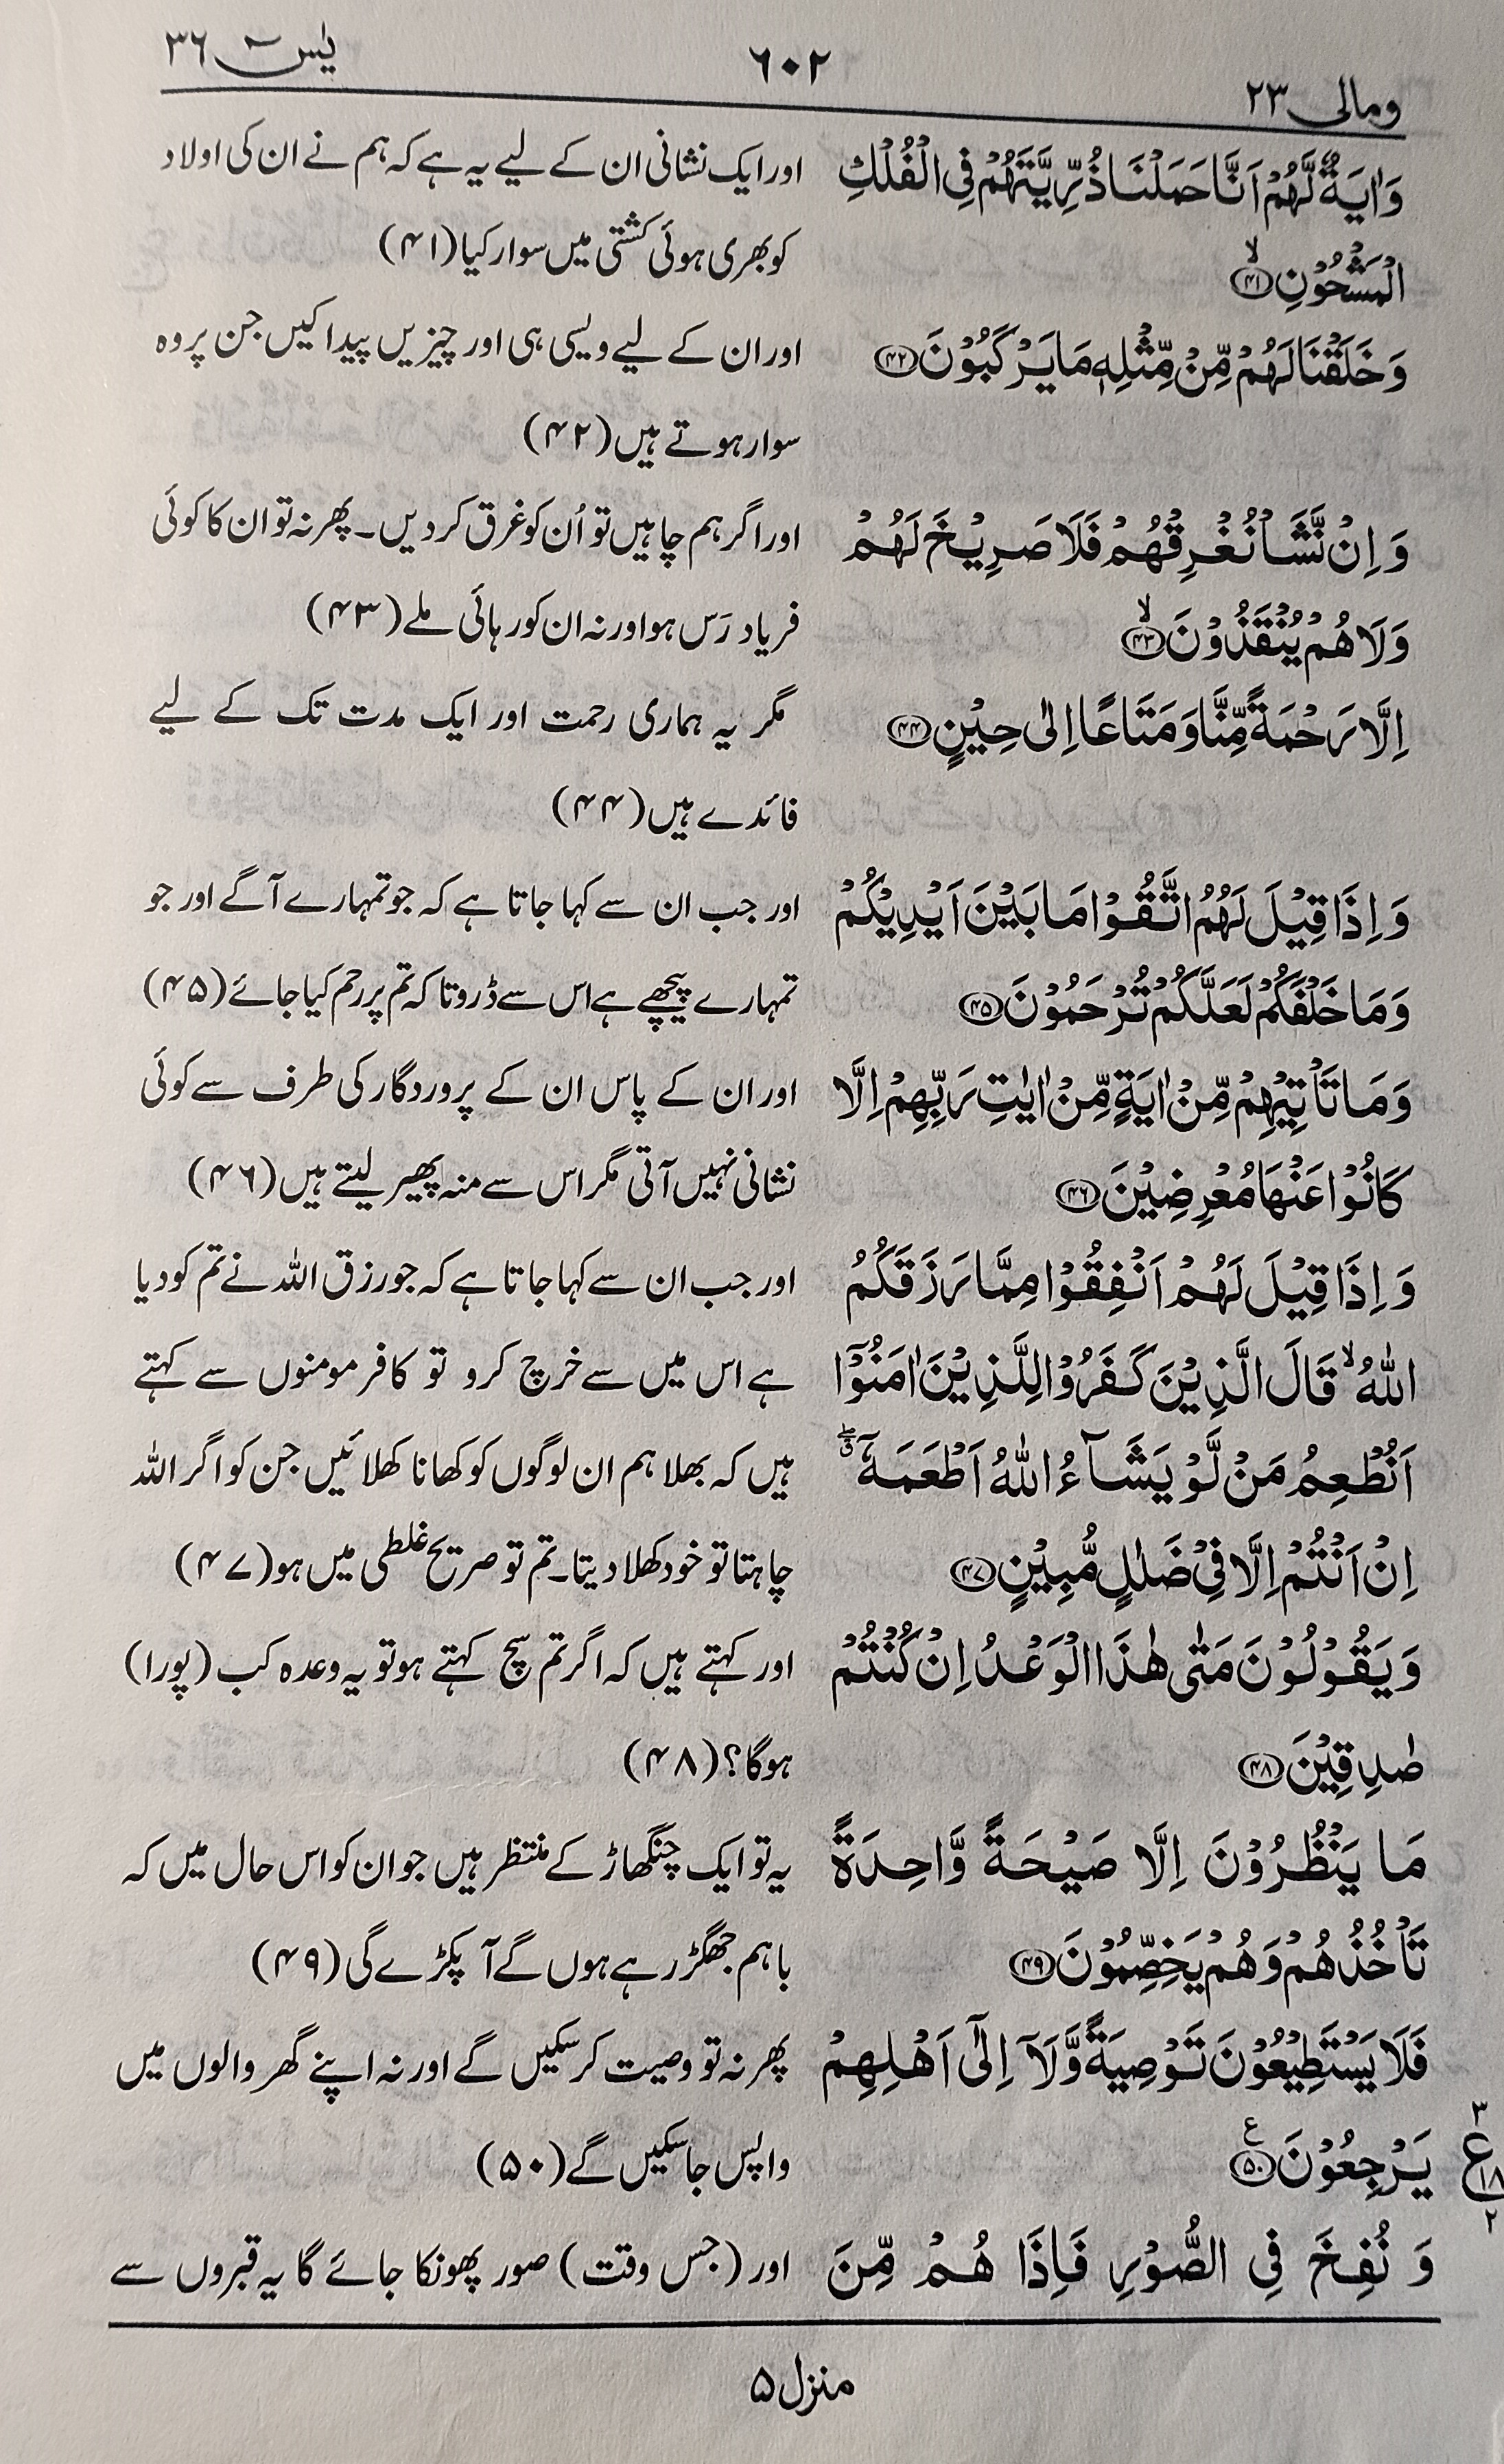 ومالی ۲۳
۶۰۲
یٰس ۳۶
وَاٰيَةٌ لَّهُمْ اَنَّا حَمَلْنَا ذُرِّيَّتَهُمْ فِى الْفُلْكِ
الْمَشْحُوْنِ ۙ﴿۴۱﴾
وَخَلَقْنَا لَهُمْ مِّنْ مِّثْلِهٖ مَا يَرْكَبُوْنَ ﴿۴۲﴾
وَاِنْ نَّشَاْ نُغْرِقْهُمْ فَلَا صَرِيْخَ لَهُمْ
وَلَا هُمْ يُنْقَذُوْنَ ۙ﴿۴۳﴾
اِلَّا رَحْمَةً مِّنَّا وَمَتَاعًا اِلٰى حِيْنٍ ﴿۴۴﴾
وَاِذَا قِيْلَ لَهُمُ اتَّقُوْا مَا بَيْنَ اَيْدِيْكُمْ
وَمَا خَلْفَكُمْ لَعَلَّكُمْ تُرْحَمُوْنَ ﴿۴۵﴾
وَمَا تَاْتِيْهِمْ مِّنْ اٰيَةٍ مِّنْ اٰيٰتِ رَبِّهِمْ اِلَّا
كَانُوْا عَنْهَا مُعْرِضِيْنَ ﴿۴۶﴾
وَاِذَا قِيْلَ لَهُمْ اَنْفِقُوْا مِمَّا رَزَقَكُمُ
اللّٰهُ ۙ قَالَ الَّذِيْنَ كَفَرُوْا لِلَّذِيْنَ اٰمَنُوْٓا
اَنُطْعِمُ مَنْ لَّوْ يَشَآءُ اللّٰهُ اَطْعَمَهٗٓ ۖۗ
اِنْ اَنْتُمْ اِلَّا فِىْ ضَلٰلٍ مُّبِيْنٍ ﴿۴۷﴾
وَيَقُوْلُوْنَ مَتٰى هٰذَا الْوَعْدُ اِنْ كُنْتُمْ
صٰدِقِيْنَ ﴿۴۸﴾
مَا يَنْظُرُوْنَ اِلَّا صَيْحَةً وَّاحِدَةً
تَاْخُذُهُمْ وَهُمْ يَخِصِّمُوْنَ ﴿۴۹﴾
فَلَا يَسْتَطِيْعُوْنَ تَوْصِيَةً وَّلَآ اِلٰٓى اَهْلِهِمْ
يَرْجِعُوْنَ ﴿۵۰﴾ ع
وَ نُفِخَ فِى الصُّوْرِ فَاِذَا هُمْ مِّنَ
۳
ع
۱۸
۲
اور ایک نشانی ان کے لیے یہ ہے کہ ہم نے ان کی اولاد
کو بھری ہوئی کشتی میں سوار کیا (۴۱)
اور ان کے لیے ویسی ہی اور چیزیں پیدا کیں جن پر وہ
سوار ہوتے ہیں (۴۲)
اور اگر ہم چاہیں تو اُن کو غرق کر دیں۔ پھر نہ تو ان کا کوئی
فریاد رَس ہو اور نہ ان کو رہائی ملے (۴۳)
مگر یہ ہماری رحمت اور ایک مدت تک کے لیے
فائدے ہیں (۴۴)
اور جب ان سے کہا جاتا ہے کہ جو تمہارے آگے اور جو
تمہارے پیچھے ہے اس سے ڈرو تا کہ تم پر رحم کیا جائے (۴۵)
اور ان کے پاس ان کے پروردگار کی طرف سے کوئی
نشانی نہیں آتی مگر اس سے منہ پھیر لیتے ہیں (۴۶)
اور جب ان سے کہا جاتا ہے کہ جو رزق اللہ نے تم کو دیا
ہے اس میں سے خرچ کرو تو کافر مومنوں سے کہتے
ہیں کہ بھلا ہم ان لوگوں کو کھانا کھلائیں جن کو اگر اللہ
چاہتا تو خود کھلا دیتا۔ تم تو صریح غلطی میں ہو (۴۷)
اور کہتے ہیں کہ اگر تم سچ کہتے ہو تو یہ وعدہ کب (پورا)
ہو گا؟ (۴۸)
یہ تو ایک چنگھاڑ کے منتظر ہیں جو ان کو اس حال میں کہ
باہم جھگڑ رہے ہوں گے آ پکڑے گی (۴۹)
پھر نہ تو وصیت کر سکیں گے اور نہ اپنے گھر والوں میں
واپس جا سکیں گے (۵۰)
اور (جس وقت) صور پھونکا جائے گا یہ قبروں سے
منزل ۵